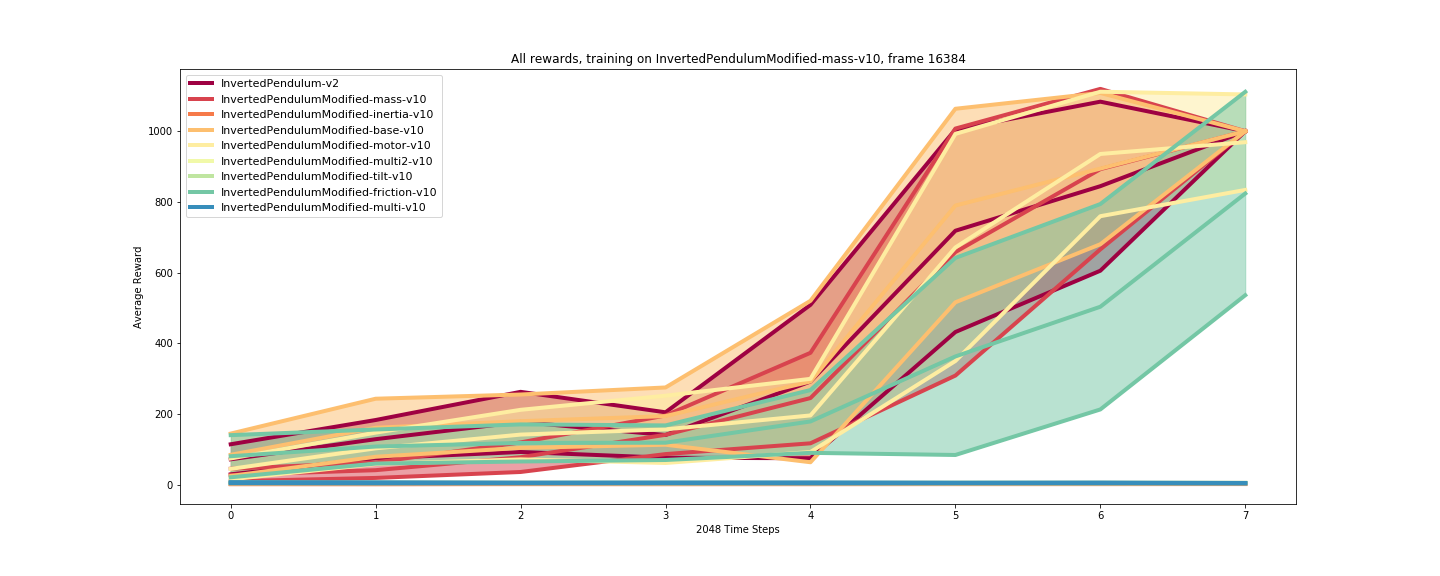 All rewards, training on InvertedPendulumModified-mass-v10, frame 16384
InvertedPendulum-v2
InvertedPendulumModified-mass-v10
InvertedPendulumModified-inertia-v10
InvertedPendulumModified-base-v10
InvertedPendulumModified-motor-v10
InvertedPendulumModified-multi2-v10
InvertedPendulumModified-tilt-v10
InvertedPendulumModified-friction-v10
InvertedPendulumModified-multi-v10
Average Reward
1000
800
600
400
200
0
0 1 2 3 4 5 6 7
2048 Time Steps